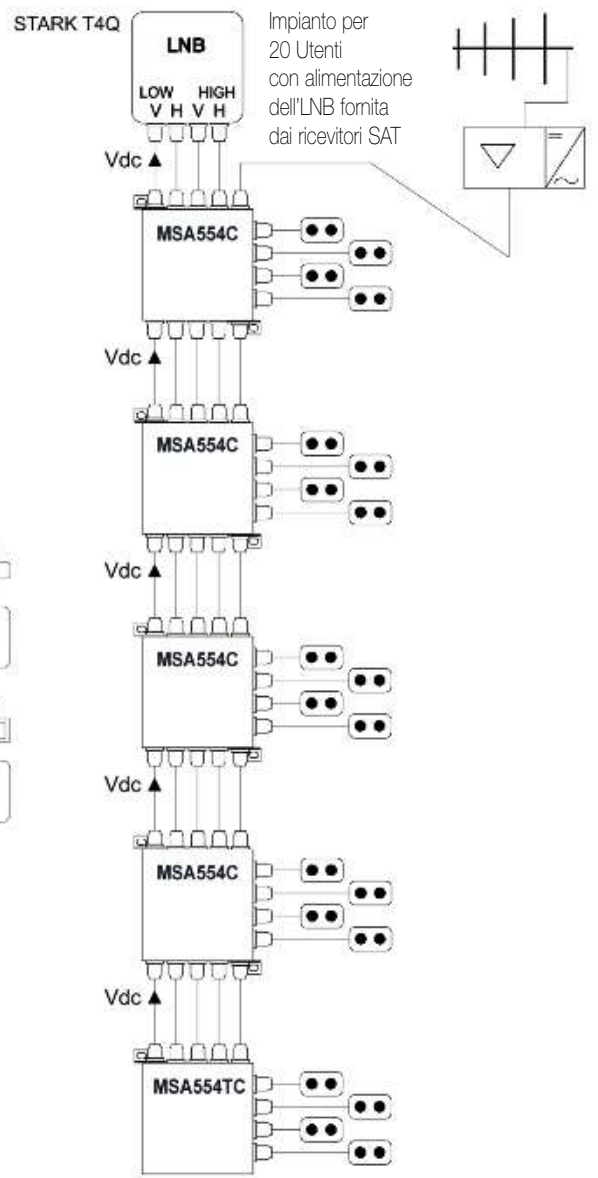 STARK T4Q
LNB
LOW HIGH
V H V H
Impianto per
20 Utenti
con alimentazione
dell'LNB fornita
dai ricevitori SAT
Vdc
MSA554C
Vdc
MSA554C
Vdc
MSA554C
Vdc
MSA554C
Vdc
MSA554TC